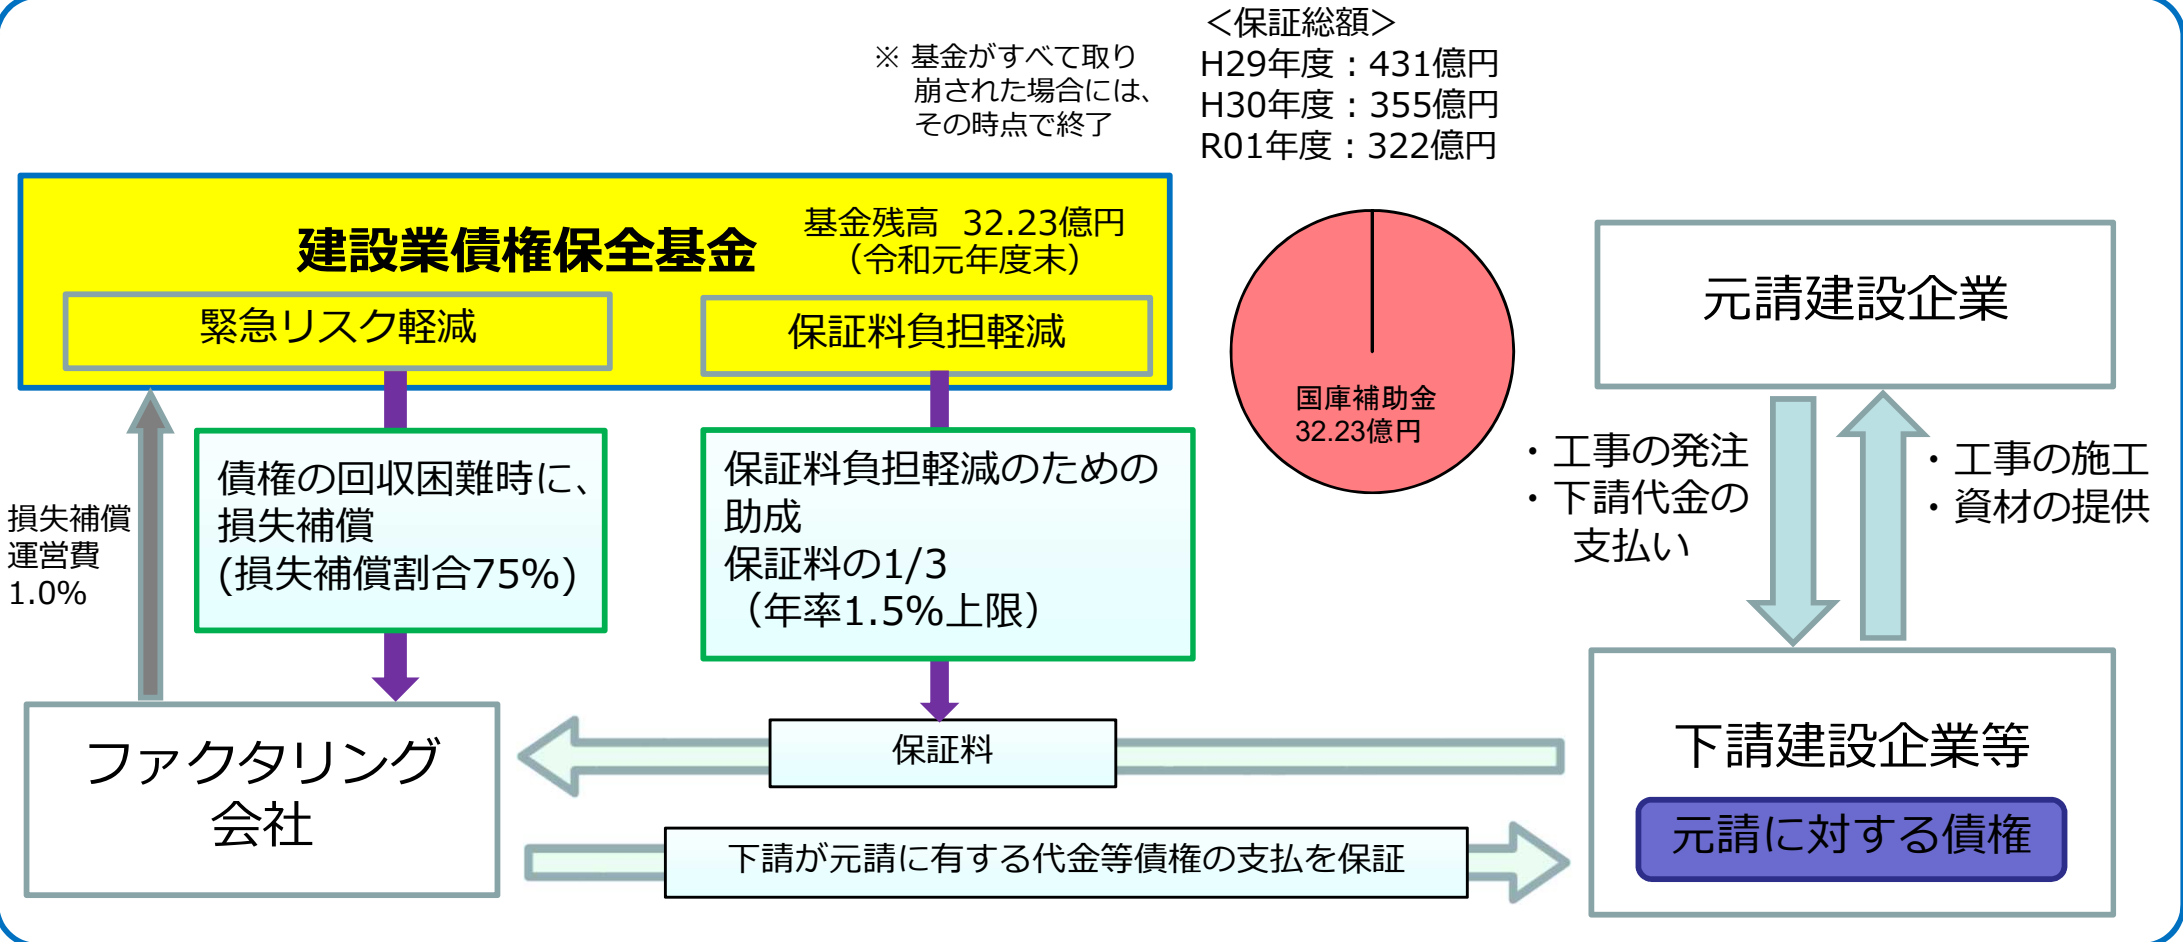 ＜保証総額＞
H29年度：431億円
H30年度：355億円
R01年度：322億円
※ 基金がすべて取り
崩された場合には、
その時点で終了
建設業債権保全基金
基金残高 32.23億円
（令和元年度末）
緊急リスク軽減
保証料負担軽減
国庫補助金
32.23億円
元請建設企業
損失補償
運営費
1.0%
債権の回収困難時に、
損失補償
(損失補償割合75%)
保証料負担軽減のための
助成
保証料の1/3
（年率1.5%上限）
・工事の発注
・下請代金の
支払い
・工事の施工
・資材の提供
ファクタリング
会社
保証料
下請が元請に有する代金等債権の支払を保証
下請建設企業等
元請に対する債権